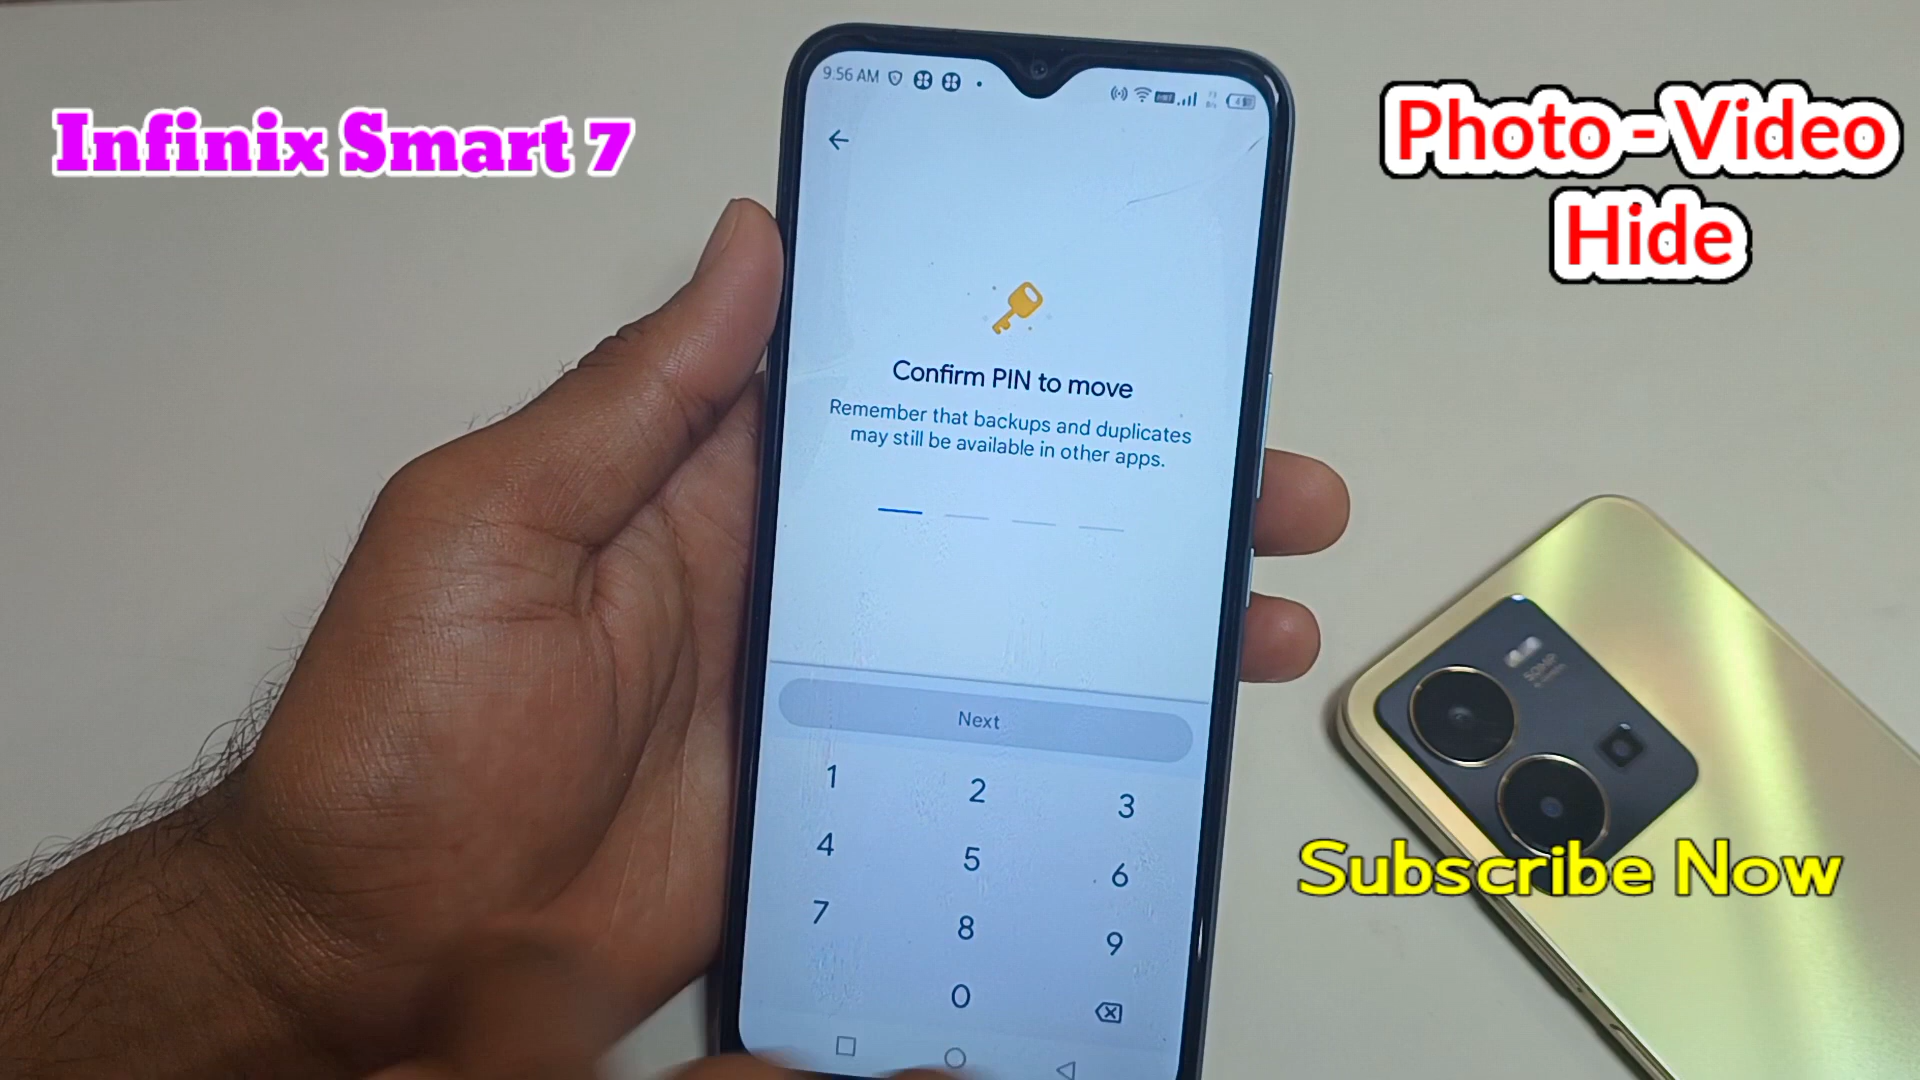 Infinix Smart 7
Photo - Video
Hide
9:56 AM
Confirm PIN to move
Remember that backups and duplicates
may still be available in other apps.
Next
1 2 3
4 5 6
7 8 9
0
50MP
Subscribe Now